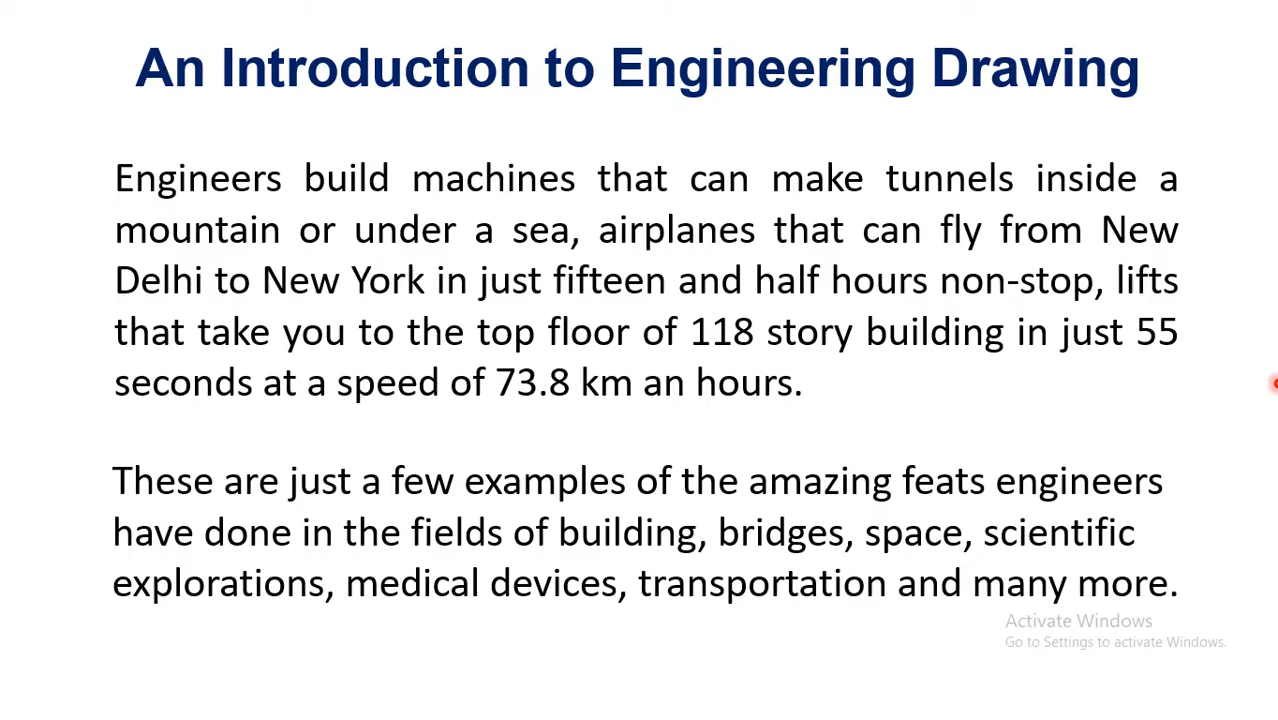 An Introduction to Engineering Drawing
Engineers build machines that can make tunnels inside a
mountain or under a sea, airplanes that can fly from New
Delhi to New York in just fifteen and half hours non-stop, lifts
that take you to the top floor of 118 story building in just 55
seconds at a speed of 73.8 km an hours.
These are just a few examples of the amazing feats engineers
have done in the fields of building, bridges, space, scientific
explorations, medical devices, transportation and many more.
Activate Windows
Go to Settings to activate Windows.